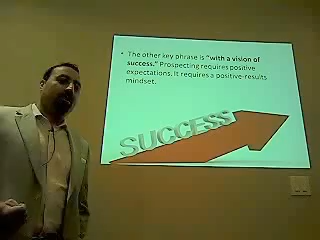 • The other key phrase is "with a vision of
success." Prospecting requires positive
expectations. It requires a positive-results
mindset.
SUCCESS